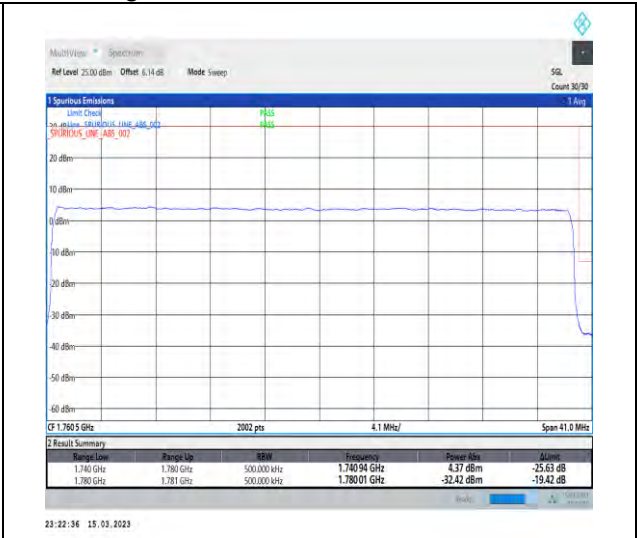 MultiView Spectrum
Ref Level 25.00 dBm Offset 6.14 dB Mode Sweep SGL
Count 30/30
1 Spurious Emissions 1 Avg
Limit Check PASS
Line SPURIOUS_LINE_ABS_002 PASS
SPURIOUS_LINE_ABS_002
20 dBm
10 dBm
0 dBm
-10 dBm
-20 dBm
-30 dBm
-40 dBm
-50 dBm
-60 dBm
CF 1.7605 GHz 2002 pts 4.1 MHz/ Span 41.0 MHz
2 Result Summary
Range Low Range Up RBW Frequency Power Abs ΔLimit
1.740 GHz 1.780 GHz 500.000 kHz 1.74094 GHz 4.37 dBm -25.63 dB
1.780 GHz 1.781 GHz 500.000 kHz 1.78001 GHz -32.42 dBm -19.42 dB
Ready
23:22:36 15.03.2023